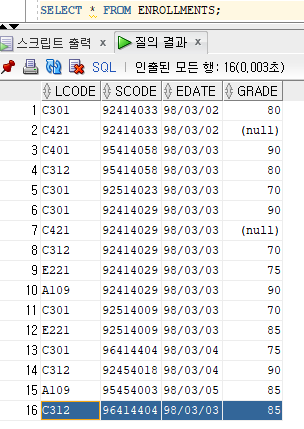 SELECT * FROM ENROLLMENTS;
스크립트 출력 x 질의 결과 x
SQL | 인출된 모든 행: 16(0,003초)
LCODE SCODE EDATE GRADE
1 C301 92414033 98/03/02 80
2 C421 92414033 98/03/02 (null)
3 C401 95414058 98/03/03 90
4 C312 95414058 98/03/03 80
5 C301 92514023 98/03/03 70
6 C301 92414029 98/03/03 90
7 C421 92414029 98/03/03 (null)
8 C312 92414029 98/03/03 70
9 E221 92414029 98/03/03 75
10 A109 92414029 98/03/03 90
11 C301 92514009 98/03/03 70
12 E221 92514009 98/03/03 85
13 C301 96414404 98/03/04 75
14 C312 92454018 98/03/04 90
15 A109 95454003 98/03/05 85
16 C312 96414404 98/03/03 85